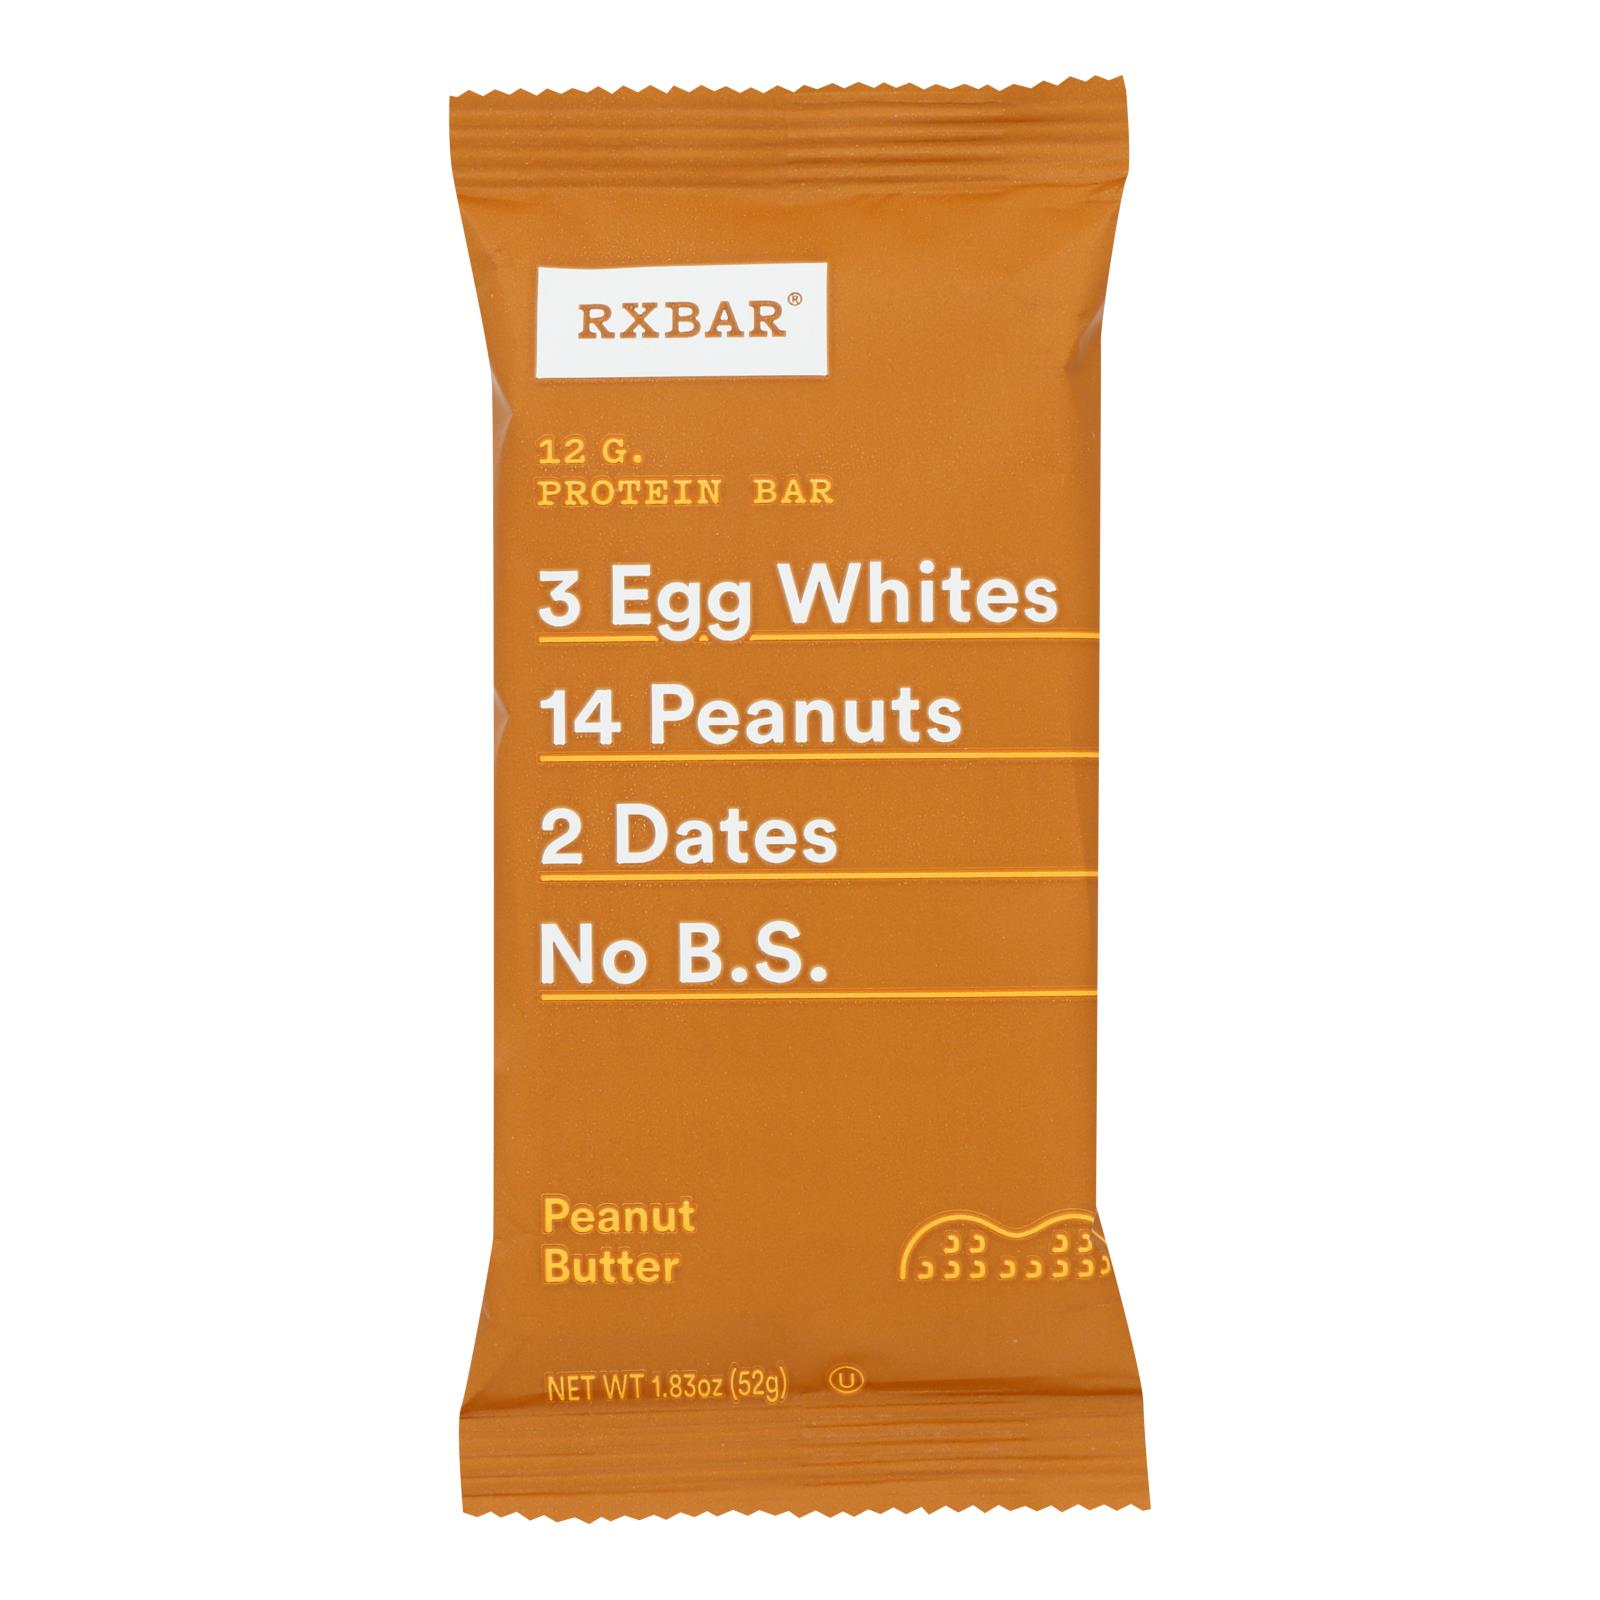 RXBAR®
12 G.
PROTEIN BAR
3 Egg Whites
14 Peanuts
2 Dates
No B.S.
Peanut
Butter
NET WT 1.83oz (52g) U